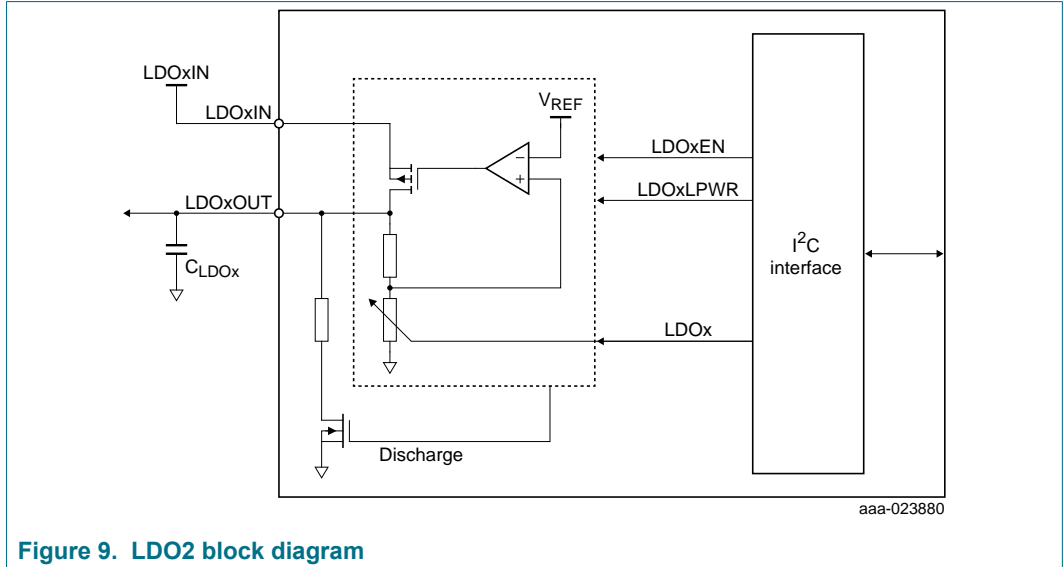 LDOxIN
LDOxIN
VREF
LDOxEN
LDOxOUT
LDOxLPWR
CLDOx
I2C
interface
LDOx
Discharge
aaa-023880
Figure 9. LDO2 block diagram